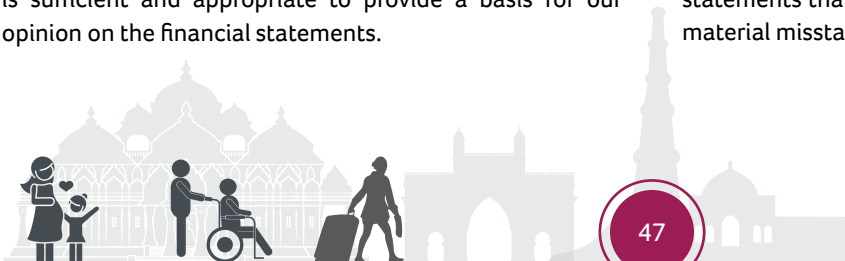 is sufficient and appropriate to provide a basis for our
opinion on the financial statements.
statements tha
material missta
47